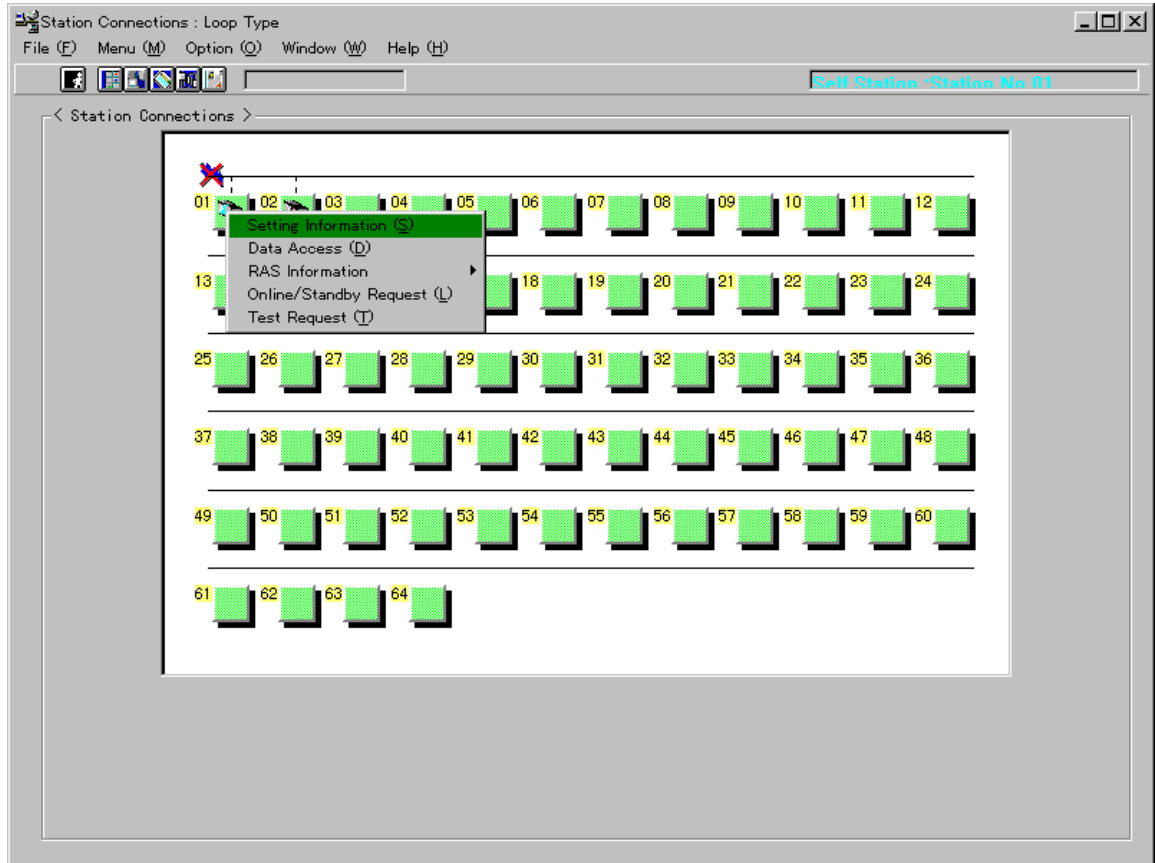 Station Connections : Loop Type
File (F) Menu (M) Option (O) Window (W) Help (H)
Self Station :Station No.01
< Station Connections >
01 02 03 04 05 06 07 08 09 10 11 12
Setting Information (S)
Data Access (D)
RAS Information
Online/Standby Request (L)
Test Request (T)
13 18 19 20 21 22 23 24
25 26 27 28 29 30 31 32 33 34 35 36
37 38 39 40 41 42 43 44 45 46 47 48
49 50 51 52 53 54 55 56 57 58 59 60
61 62 63 64